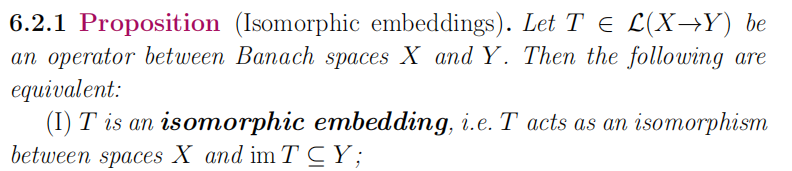 6.2.1 Proposition (Isomorphic embeddings). Let T ∈ ℒ(X→Y) be
an operator between Banach spaces X and Y. Then the following are
equivalent:
(I) T is an isomorphic embedding, i.e. T acts as an isomorphism
between spaces X and im T ⊆ Y;